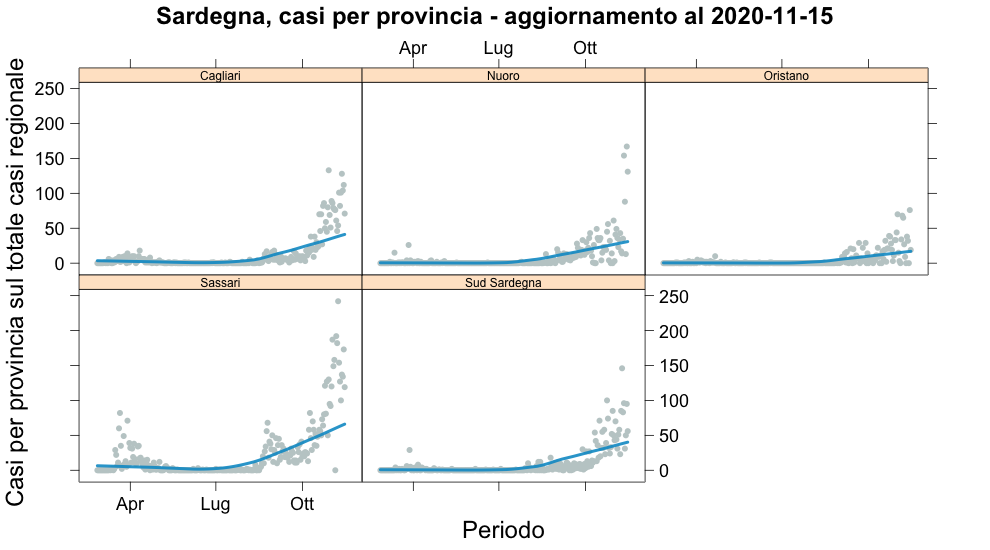 Sardegna, casi per provincia - aggiornamento al 2020-11-15
Apr Lug Ott
Cagliari Nuoro Oristano
250
200
150
100
50
0
Casi per provincia sul totale casi regionale
Sassari Sud Sardegna
250
200
150
100
50
0
Apr Lug Ott
Periodo